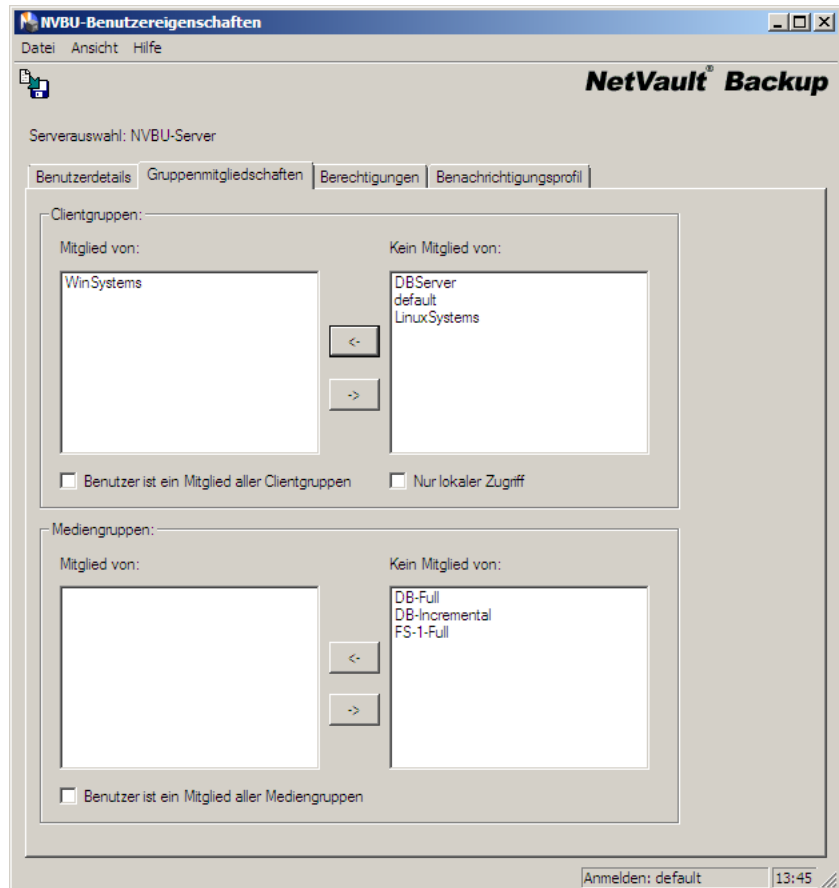 NVBU-Benutzereigenschaften
Datei Ansicht Hilfe
NetVault® Backup
Serverauswahl: NVBU-Server
Benutzerdetails Gruppenmitgliedschaften Berechtigungen Benachrichtigungsprofil
Clientgruppen:
Mitglied von: Kein Mitglied von:
WinSystems
DBServer
default
LinuxSystems
<-
->
Benutzer ist ein Mitglied aller Clientgruppen Nur lokaler Zugriff
Mediengruppen:
Mitglied von: Kein Mitglied von:
DB-Full
DB-Incremental
FS-1-Full
<-
->
Benutzer ist ein Mitglied aller Mediengruppen
Anmelden: default 13:45